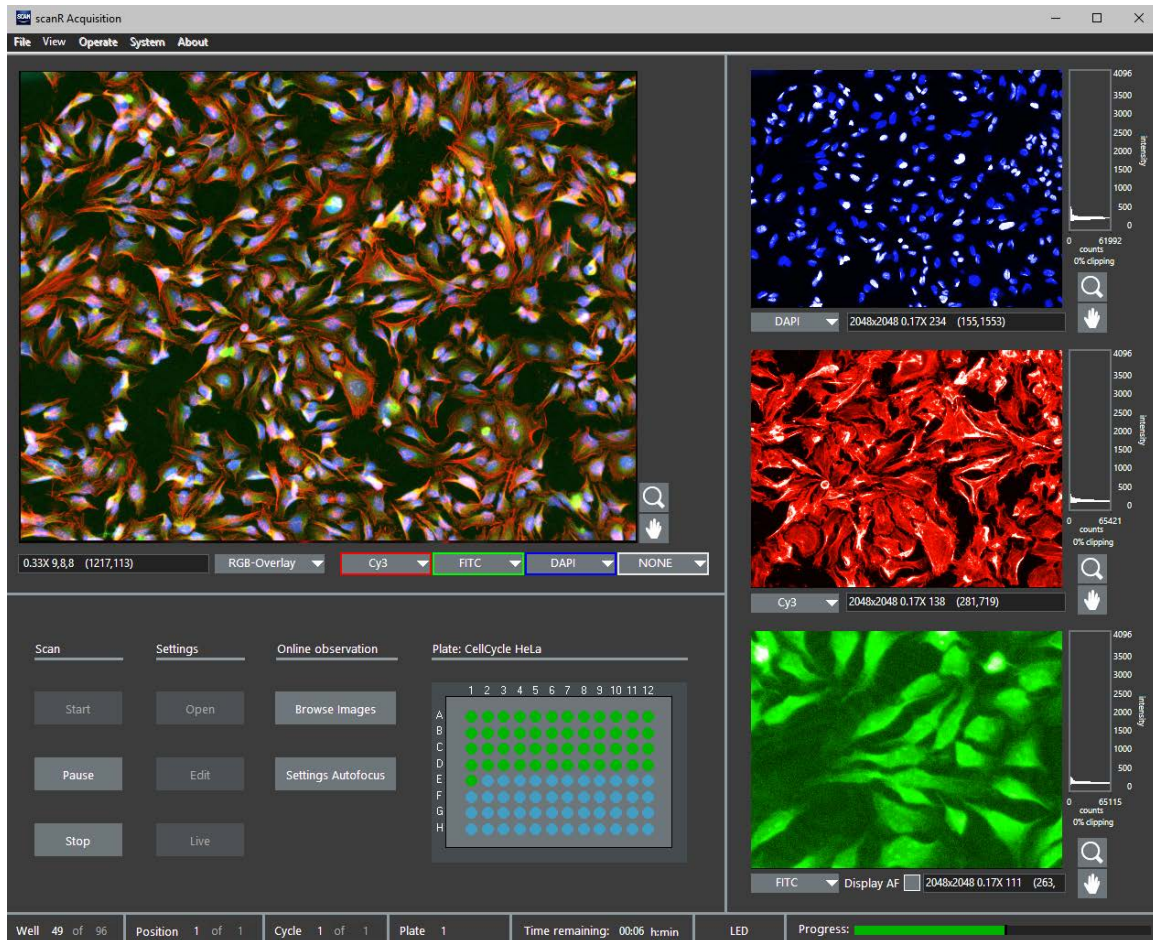 SCAN scanR Acquisition
File View Operate System About
0.33X 9,8,8 (1217,113) RGB-Overlay Cy3 FITC DAPI NONE
4096
3500
3000
2500
2000
1500
1000
500
0
intensity
0 61992
counts
0% clipping
DAPI 2048x2048 0.17X 234 (155,1553)
4096
3500
3000
2500
2000
1500
1000
500
0
intensity
0 65421
counts
0% clipping
Cy3 2048x2048 0.17X 138 (281,719)
4096
3500
3000
2500
2000
1500
1000
500
0
intensity
0 65115
counts
0% clipping
FITC Display AF 2048x2048 0.17X 111 (263,
Scan Settings Online observation Plate: CellCycle HeLa
Start Open Browse Images
Pause Edit Settings Autofocus
Stop Live
1 2 3 4 5 6 7 8 9 10 11 12
A
B
C
D
E
F
G
H
Well 49 of 96 Position 1 of 1 Cycle 1 of 1 Plate 1 Time remaining: 00:06 h:min LED Progress: